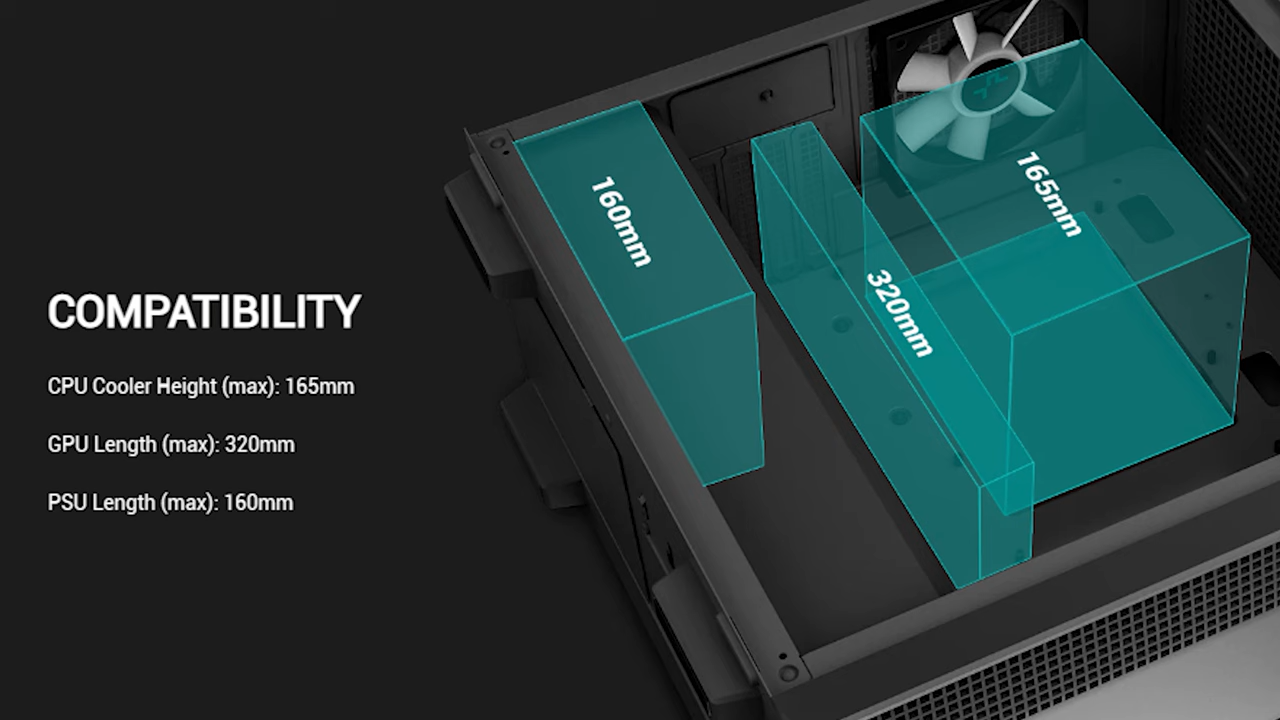 COMPATIBILITY
CPU Cooler Height (max): 165mm
GPU Length (max): 320mm
PSU Length (max): 160mm
160mm
320mm
165mm